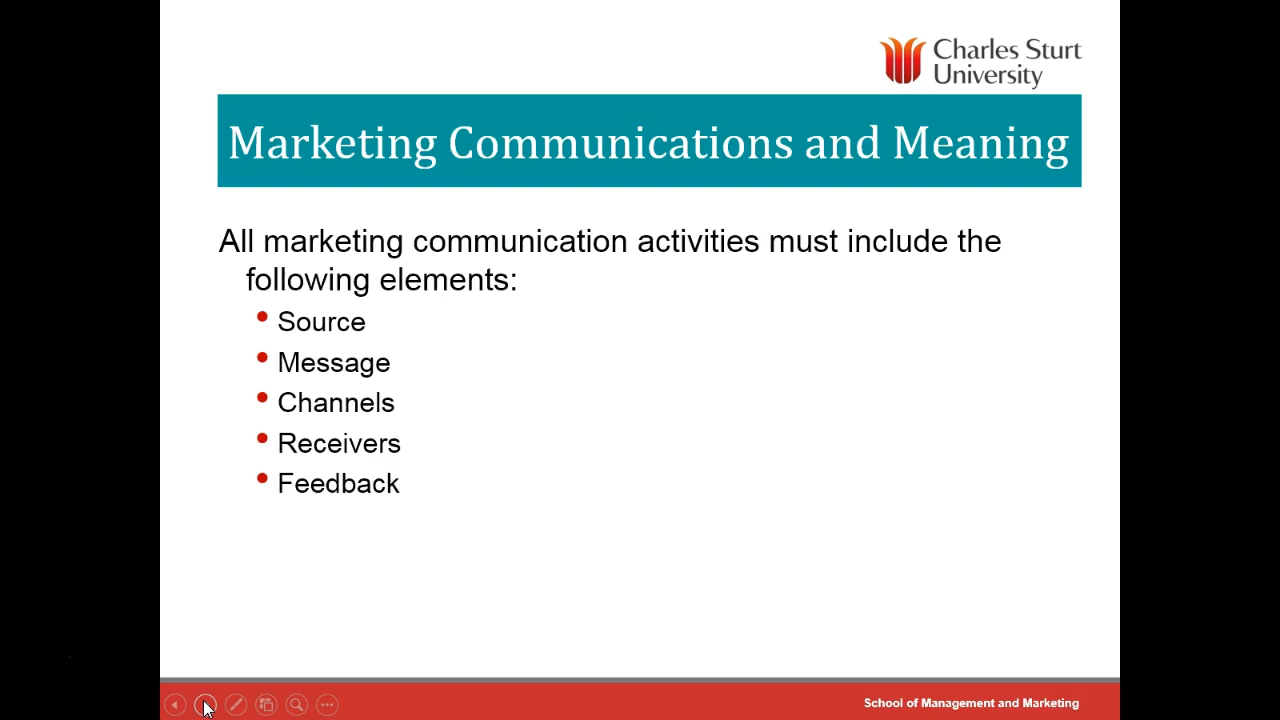 Charles Sturt
University
Marketing Communications and Meaning
All marketing communication activities must include the
following elements:
• Source
• Message
• Channels
• Receivers
• Feedback
School of Management and Marketing